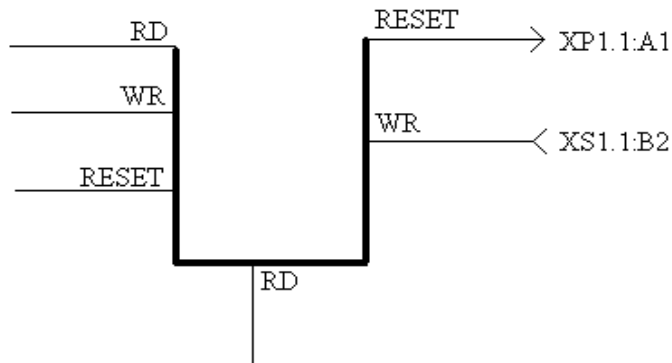 RD
WR
RESET
RESET XP1.1:A1
WR XS1.1:B2
RD